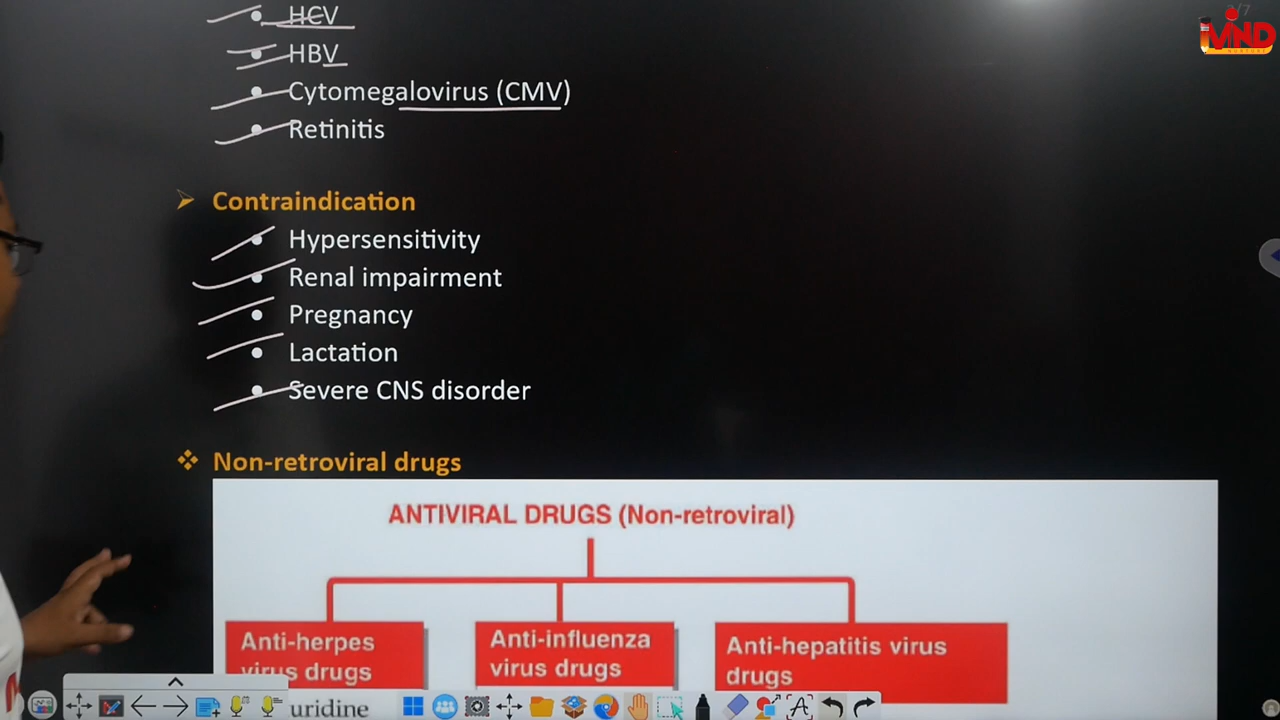 HCV
HBV
Cytomegalovirus (CMV)
Retinitis
Contraindication
Hypersensitivity
Renal impairment
Pregnancy
Lactation
Severe CNS disorder
Non-retroviral drugs
ANTIVIRAL DRUGS (Non-retroviral)
Anti-herpes
virus drugs
Anti-influenza
virus drugs
Anti-hepatitis virus
drugs
uridine